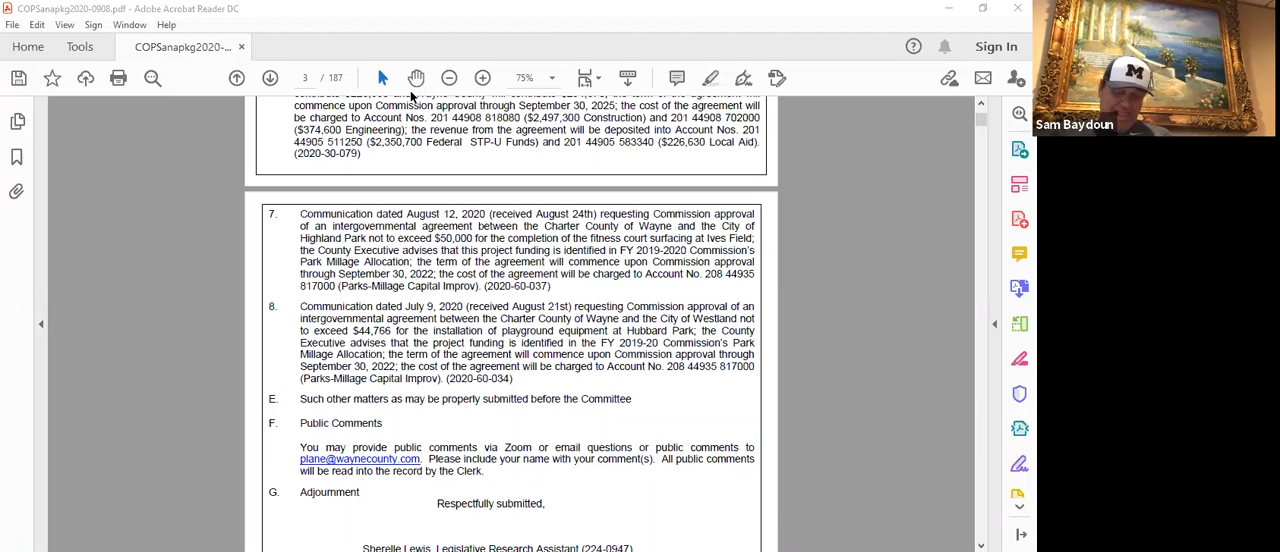 COPSanapkg2020-0908.pdf - Adobe Acrobat Reader DC
File Edit View Sign Window Help
Home Tools COPSanapkg2020-... × Sign In
3 / 187 75%
commence upon Commission approval through September 30, 2025; the cost of the agreement will
be charged to Account Nos. 201 44908 818080 ($2,497,300 Construction) and 201 44908 702000
($374,600 Engineering); the revenue from the agreement will be deposited into Account Nos. 201
44905 511250 ($2,350,700 Federal STP-U Funds) and 201 44905 583340 ($226,630 Local Aid).
(2020-30-079)
7. Communication dated August 12, 2020 (received August 24th) requesting Commission approval
of an intergovernmental agreement between the Charter County of Wayne and the City of
Highland Park not to exceed $50,000 for the completion of the fitness court surfacing at Ives Field;
the County Executive advises that this project funding is identified in FY 2019-2020 Commission's
Park Millage Allocation; the term of the agreement will commence upon Commission approval
through September 30, 2022; the cost of the agreement will be charged to Account No. 208 44935
817000 (Parks-Millage Capital Improv). (2020-60-037)
8. Communication dated July 9, 2020 (received August 21st) requesting Commission approval of an
intergovernmental agreement between the Charter County of Wayne and the City of Westland not
to exceed $44,766 for the installation of playground equipment at Hubbard Park; the County
Executive advises that the project funding is identified in the FY 2019-20 Commission's Park
Millage Allocation; the term of the agreement will commence upon Commission approval through
September 30, 2022; the cost of the agreement will be charged to Account No. 208 44935 817000
(Parks-Millage Capital Improv). (2020-60-034)
E. Such other matters as may be properly submitted before the Committee
F. Public Comments
You may provide public comments via Zoom or email questions or public comments to
plane@waynecounty.com. Please include your name with your comment(s). All public comments
will be read into the record by the Clerk.
G. Adjournment
Respectfully submitted,
Sherelle Lewis, Legislative Research Assistant (224-0947)
M
Sam Baydoun